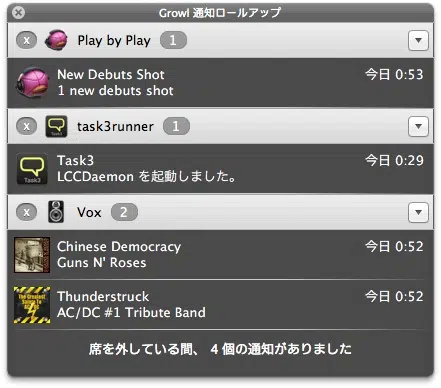 Growl 通知ロールアップ
x Play by Play 1
New Debuts Shot 今日 0:53
1 new debuts shot
x task3runner 1
Task3
Task3 今日 0:29
LCCDaemon を起動しました。
x Vox 2
Chinese Democracy 今日 0:52
Guns N' Roses
Thunderstruck 今日 0:52
AC/DC #1 Tribute Band
席を外している間、 4 個の通知がありました